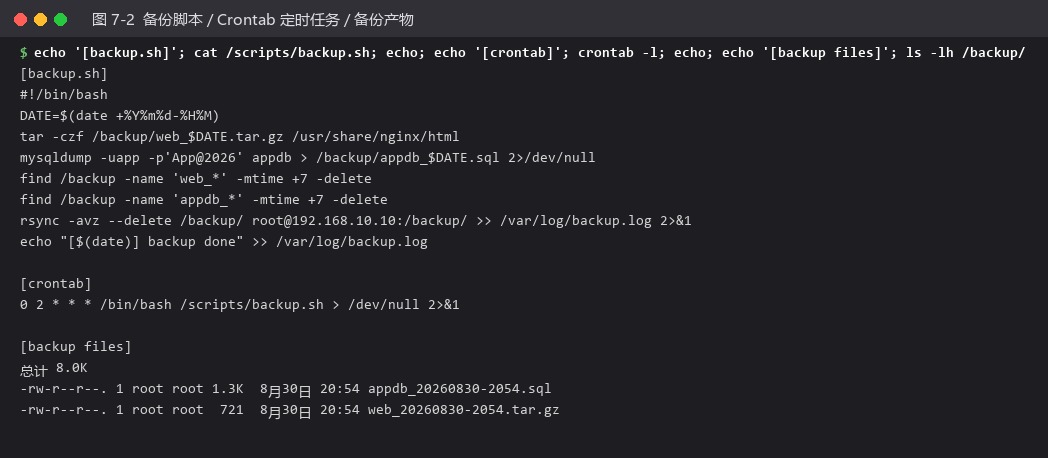 图 7-2 备份脚本 / Crontab 定时任务 / 备份产物
$ echo '[backup.sh]'; cat /scripts/backup.sh; echo; echo '[crontab]'; crontab -l; echo; echo '[backup files]'; ls -lh /backup/
[backup.sh]
#!/bin/bash
DATE=$(date +%Y%m%d-%H%M)
tar -czf /backup/web_$DATE.tar.gz /usr/share/nginx/html
mysqldump -uapp -p'App@2026' appdb > /backup/appdb_$DATE.sql 2>/dev/null
find /backup -name 'web_*' -mtime +7 -delete
find /backup -name 'appdb_*' -mtime +7 -delete
rsync -avz --delete /backup/ root@192.168.10.10:/backup/ >> /var/log/backup.log 2>&1
echo "[$(date)] backup done" >> /var/log/backup.log
[crontab]
0 2 * * * /bin/bash /scripts/backup.sh > /dev/null 2>&1
[backup files]
总计 8.0K
-rw-r--r--. 1 root root 1.3K  8月30日 20:54 appdb_20260830-2054.sql
-rw-r--r--. 1 root root  721  8月30日 20:54 web_20260830-2054.tar.gz